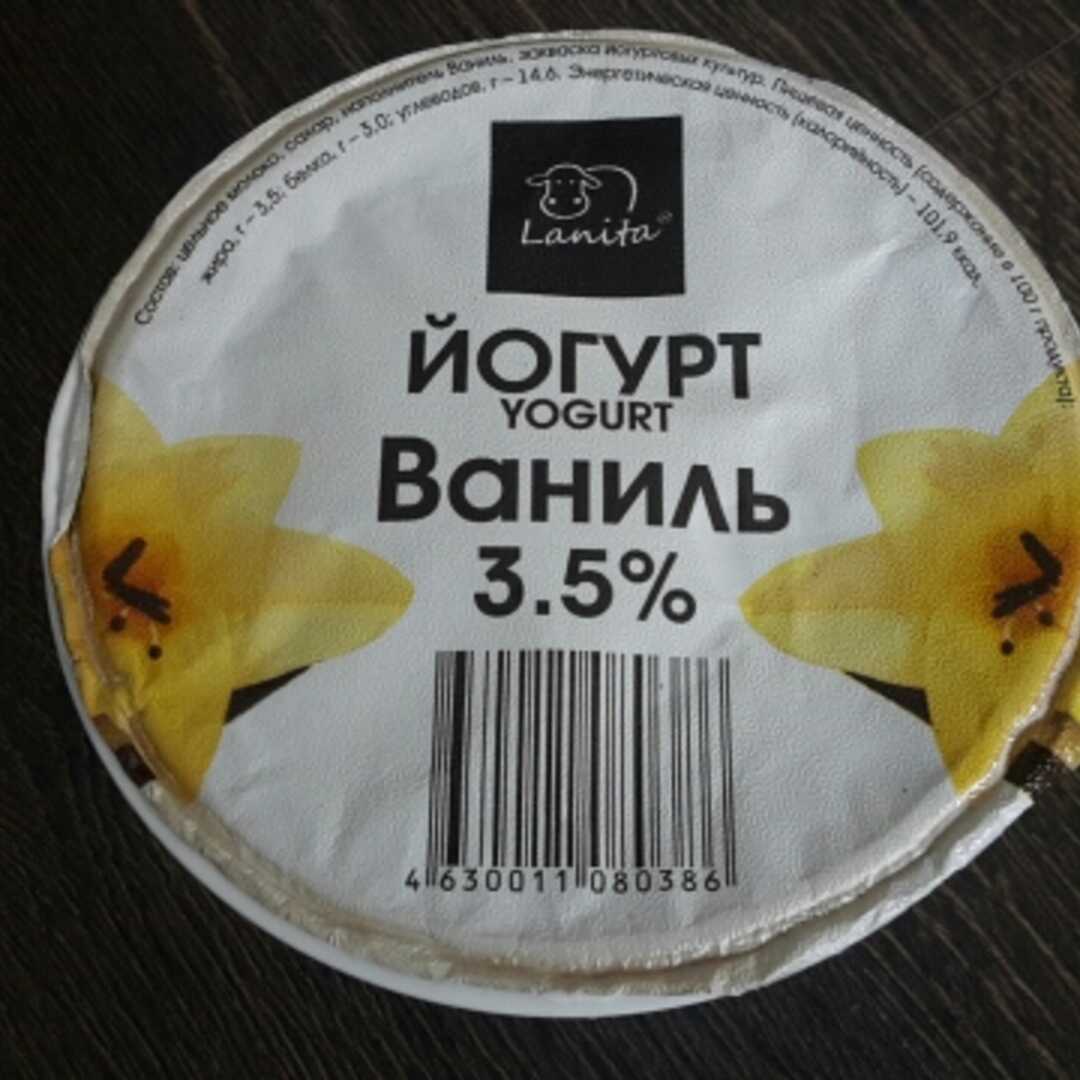 Состав: цельное молоко, сахар, наполнитель Ваниль, закваска йогуртовых культур. Пищевая ценность (содержание в 100 г продукта):
жира, г – 3,5; белка, г – 3,0; углеводов, г – 14,6. Энергетическая ценность (калорийность) – 101,9 ккал.
Lanita®
ЙОГУРТ
YOGURT
Ваниль
3.5%
4 630011 080386